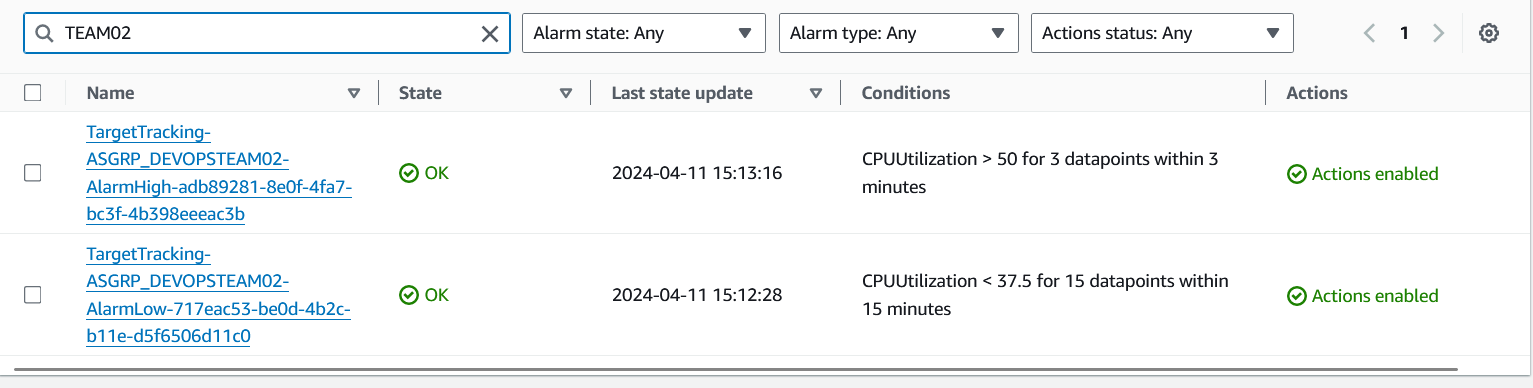 TEAM02
Alarm state: Any
Alarm type: Any
Actions status: Any
1
Name
State
Last state update
Conditions
Actions
TargetTracking-
ASGRP_DEVOPSTEAM02-
AlarmHigh-adb89281-8e0f-4fa7-
bc3f-4b398eeeac3b
OK
2024-04-11 15:13:16
CPUUtilization > 50 for 3 datapoints within 3
minutes
Actions enabled
TargetTracking-
ASGRP_DEVOPSTEAM02-
AlarmLow-717eac53-be0d-4b2c-
b11e-d5f6506d11c0
OK
2024-04-11 15:12:28
CPUUtilization < 37.5 for 15 datapoints within
15 minutes
Actions enabled